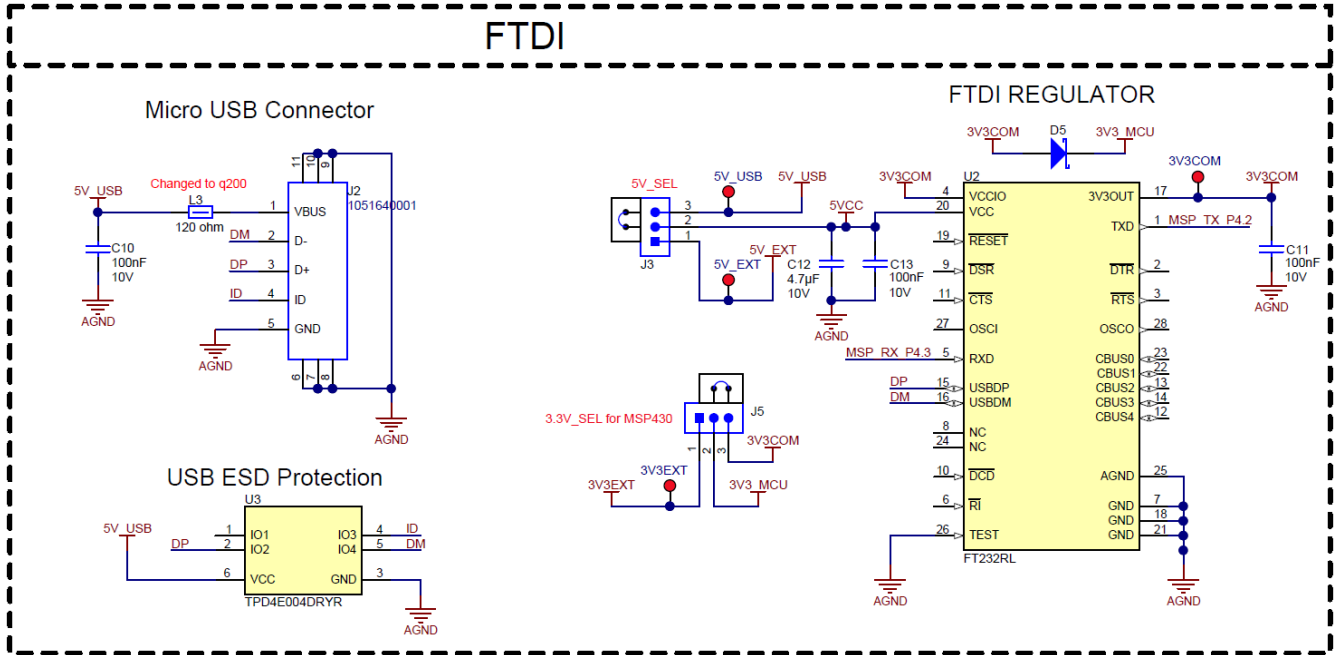 FTDI
Micro USB Connector
FTDI REGULATOR
5V_USB
Changed to q200
L3
120 ohm
C10
100nF
10V
AGND
11
10
9
J2
1051640001
1
VBUS
DM
2
D-
DP
3
D+
ID
4
ID
5
GND
AGND
6
7
8
AGND
5V_SEL
5V_USB
5V_USB
3
2
1
J3
5VCC
5V_EXT
5V_EXT
C12
4.7µF
10V
C13
100nF
10V
AGND
3V3COM
D5
3V3_MCU
3V3COM
U2
3V3COM
3V3COM
4
VCCIO
3V3OUT
17
20
VCC
TXD
1
MSP_TX_P4.2
19
RESET
C11
100nF
10V
AGND
9
DSR
DTR
2
11
CTS
RTS
3
27
OSCI
OSCO
28
MSP_RX_P4.3
5
RXD
CBUS0
23
CBUS1
22
DP
15
USBDP
CBUS2
13
DM
16
USBDM
CBUS3
14
CBUS4
12
8
NC
24
NC
10
DCD
AGND
25
6
RI
GND
7
GND
18
26
TEST
GND
21
FT232RL
AGND
AGND
3.3V_SEL for MSP430
J5
1
2
3
3V3COM
3V3EXT
3V3EXT
3V3_MCU
USB ESD Protection
U3
5V_USB
1
IO1
IO3
4
ID
DP
2
IO2
IO4
5
DM
6
VCC
GND
3
TPD4E004DRYR
AGND